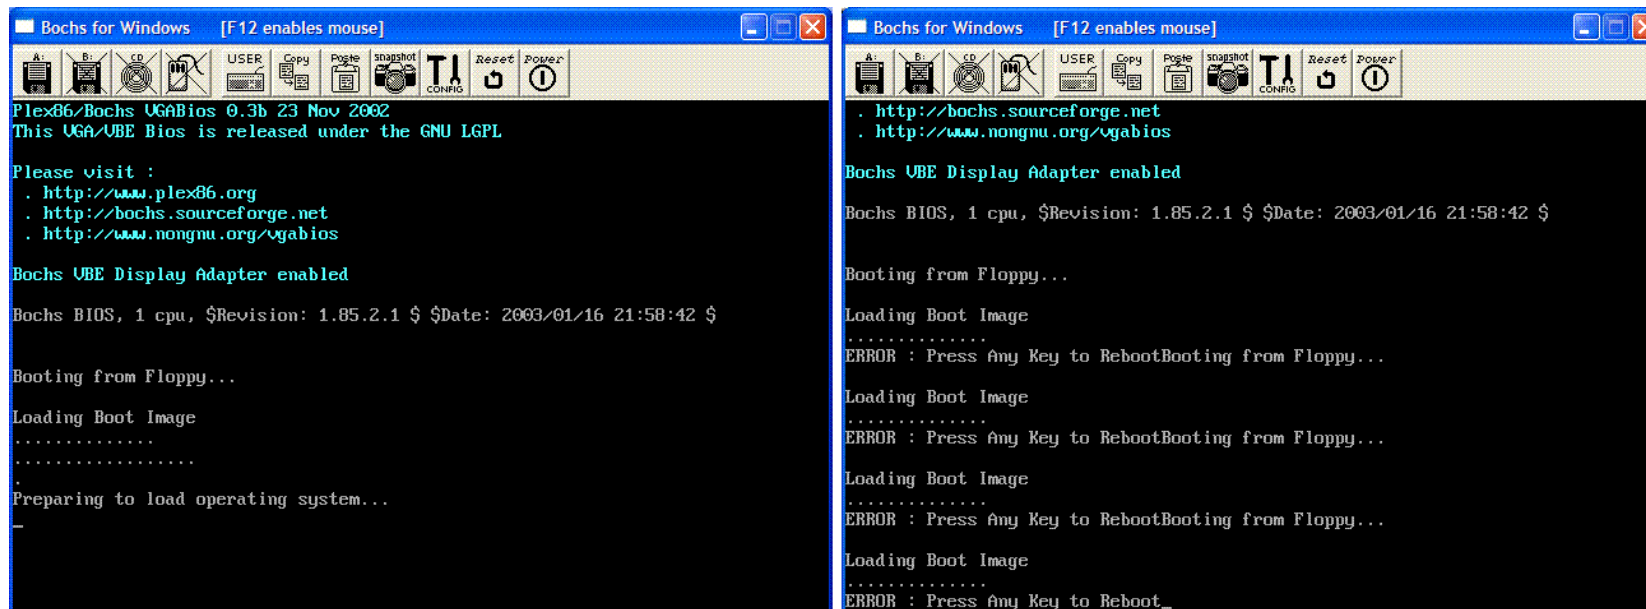 Bochs for Windows [F12 enables mouse]
A: B: CD USER Copy Paste snapshot CONFIG Reset Power
Plex86/Bochs VGABios 0.3b 23 Nov 2002
This VGA/VBE Bios is released under the GNU LGPL
Please visit :
. http://www.plex86.org
. http://bochs.sourceforge.net
. http://www.nongnu.org/vgabios
Bochs VBE Display Adapter enabled
Bochs BIOS, 1 cpu, $Revision: 1.85.2.1 $ $Date: 2003/01/16 21:58:42 $
Booting from Floppy...
Loading Boot Image
..............
..................
.
Preparing to load operating system...
_
Bochs for Windows [F12 enables mouse]
A: B: CD USER Copy Paste snapshot CONFIG Reset Power
. http://bochs.sourceforge.net
. http://www.nongnu.org/vgabios
Bochs VBE Display Adapter enabled
Bochs BIOS, 1 cpu, $Revision: 1.85.2.1 $ $Date: 2003/01/16 21:58:42 $
Booting from Floppy...
Loading Boot Image
..............
ERROR : Press Any Key to RebootBooting from Floppy...
Loading Boot Image
..............
ERROR : Press Any Key to RebootBooting from Floppy...
Loading Boot Image
..............
ERROR : Press Any Key to RebootBooting from Floppy...
Loading Boot Image
..............
ERROR : Press Any Key to Reboot_